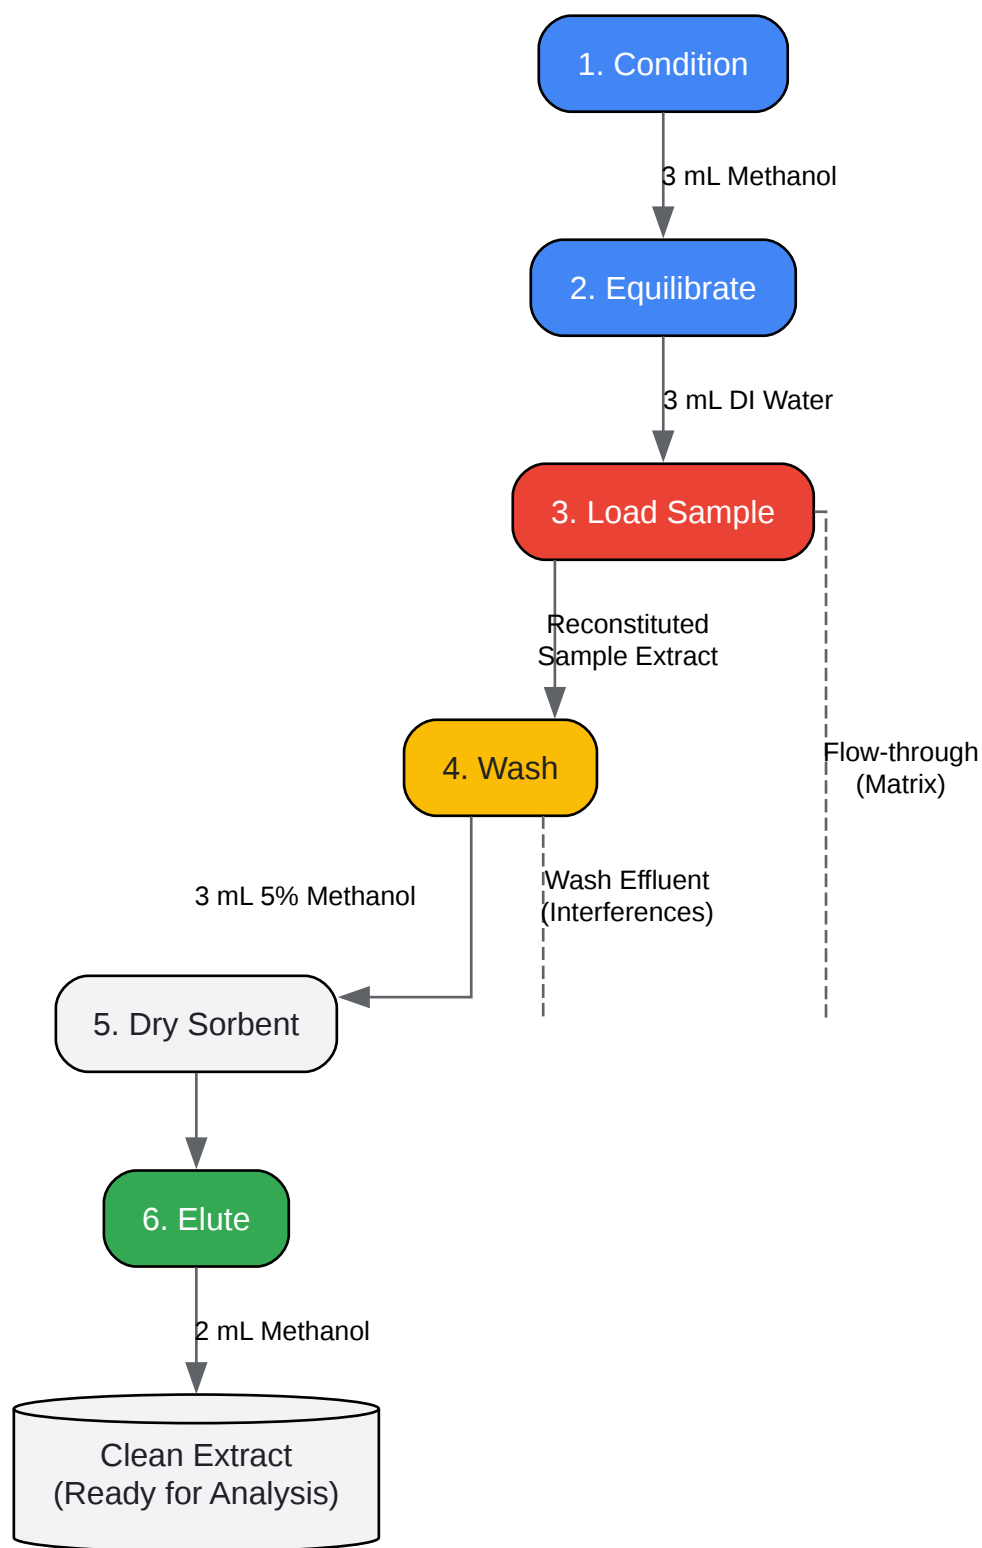 1. Condition
3 mL Methanol
2. Equilibrate
3 mL DI Water
3. Load Sample
Reconstituted
Sample Extract
4. Wash
Flow-through
(Matrix)
3 mL 5% Methanol
Wash Effluent
(Interferences)
5. Dry Sorbent
6. Elute
2 mL Methanol
Clean Extract
(Ready for Analysis)